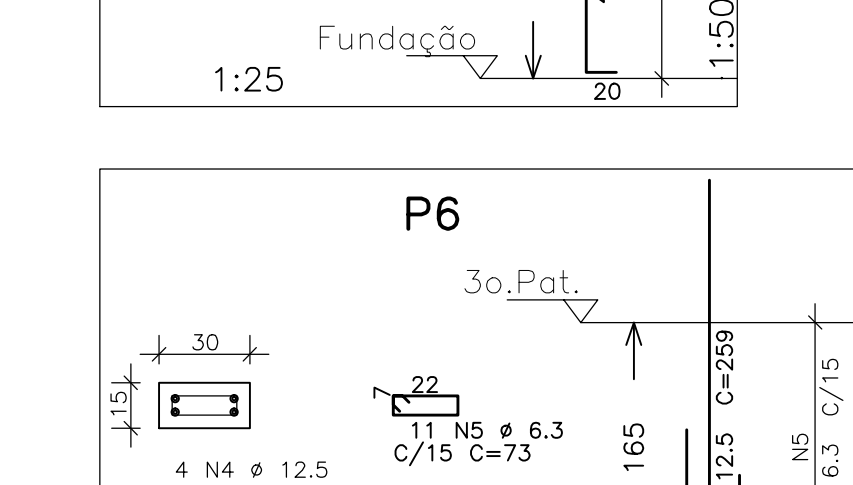 Fundação
1:25
20
1:50
P6
3o.Pat.
30
15
7
22
11 N5 ø 6.3
C/15 C=73
4 N4 ø 12.5
165
12.5 C=259
N5
6.3 C/15